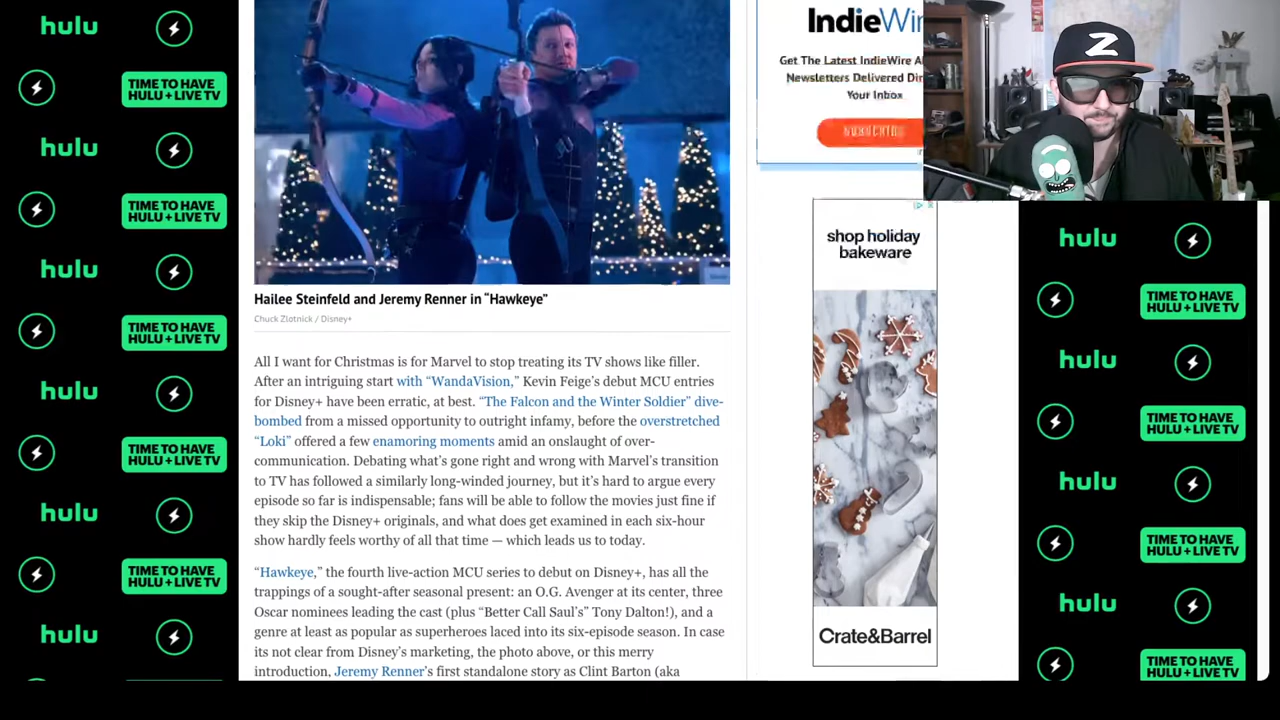 hulu
TIME TO HAVE
HULU + LIVE TV
hulu
TIME TO HAVE
HULU + LIVE TV
hulu
TIME TO HAVE
HULU + LIVE TV
hulu
TIME TO HAVE
HULU + LIVE TV
hulu
TIME TO HAVE
HULU + LIVE TV
hulu
Hailee Steinfeld and Jeremy Renner in “Hawkeye”
Chuck Zlotnick / Disney+
All I want for Christmas is for Marvel to stop treating its TV shows like filler.
After an intriguing start with “WandaVision,” Kevin Feige’s debut MCU entries
for Disney+ have been erratic, at best. “The Falcon and the Winter Soldier” dive-
bombed from a missed opportunity to outright infamy, before the overstretched
“Loki” offered a few enamoring moments amid an onslaught of over-
communication. Debating what’s gone right and wrong with Marvel’s transition
to TV has followed a similarly long-winded journey, but it’s hard to argue every
episode so far is indispensable; fans will be able to follow the movies just fine if
they skip the Disney+ originals, and what does get examined in each six-hour
show hardly feels worthy of all that time — which leads us to today.
“Hawkeye,” the fourth live-action MCU series to debut on Disney+, has all the
trappings of a sought-after seasonal present: an O.G. Avenger at its center, three
Oscar nominees leading the cast (plus “Better Call Saul’s” Tony Dalton!), and a
genre at least as popular as superheroes laced into its six-episode season. In case
its not clear from Disney’s marketing, the photo above, or this merry
introduction, Jeremy Renner’s first standalone story as Clint Barton (aka
IndieWir
Get The Latest IndieWire Al
Newsletters Delivered Dir
Your Inbox
SUBSCRIBE
Z
shop holiday
bakeware
Crate&Barrel
hulu
TIME TO HAVE
HULU + LIVE TV
hulu
TIME TO HAVE
HULU + LIVE TV
hulu
TIME TO HAVE
HULU + LIVE TV
hulu
TIME TO HAVE
HULU + LIVE TV